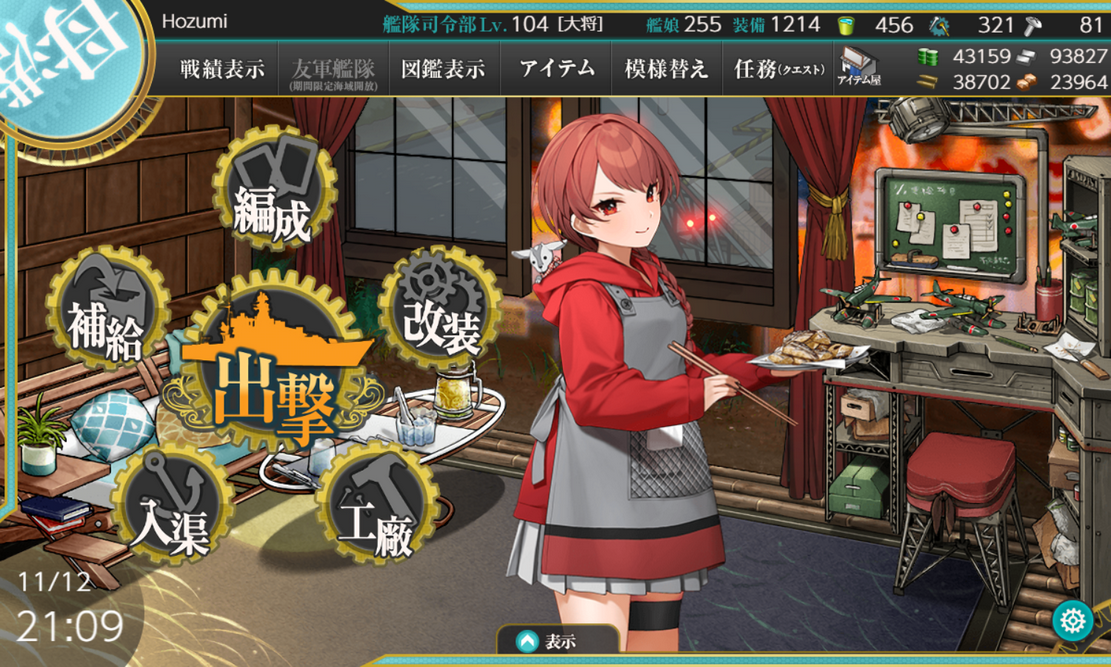 母港
Hozumi
艦隊司令部Lv. 104 [大将]
艦娘 255 装備 1214
456
321
81
戦績表示
友軍艦隊
(期間限定海域開放)
図鑑表示
アイテム
模様替え
任務(クエスト)
アイテム屋
43159
93827
38702
23964
編成
補給
改装
出撃
入渠
工廠
11/12
21:09
表示